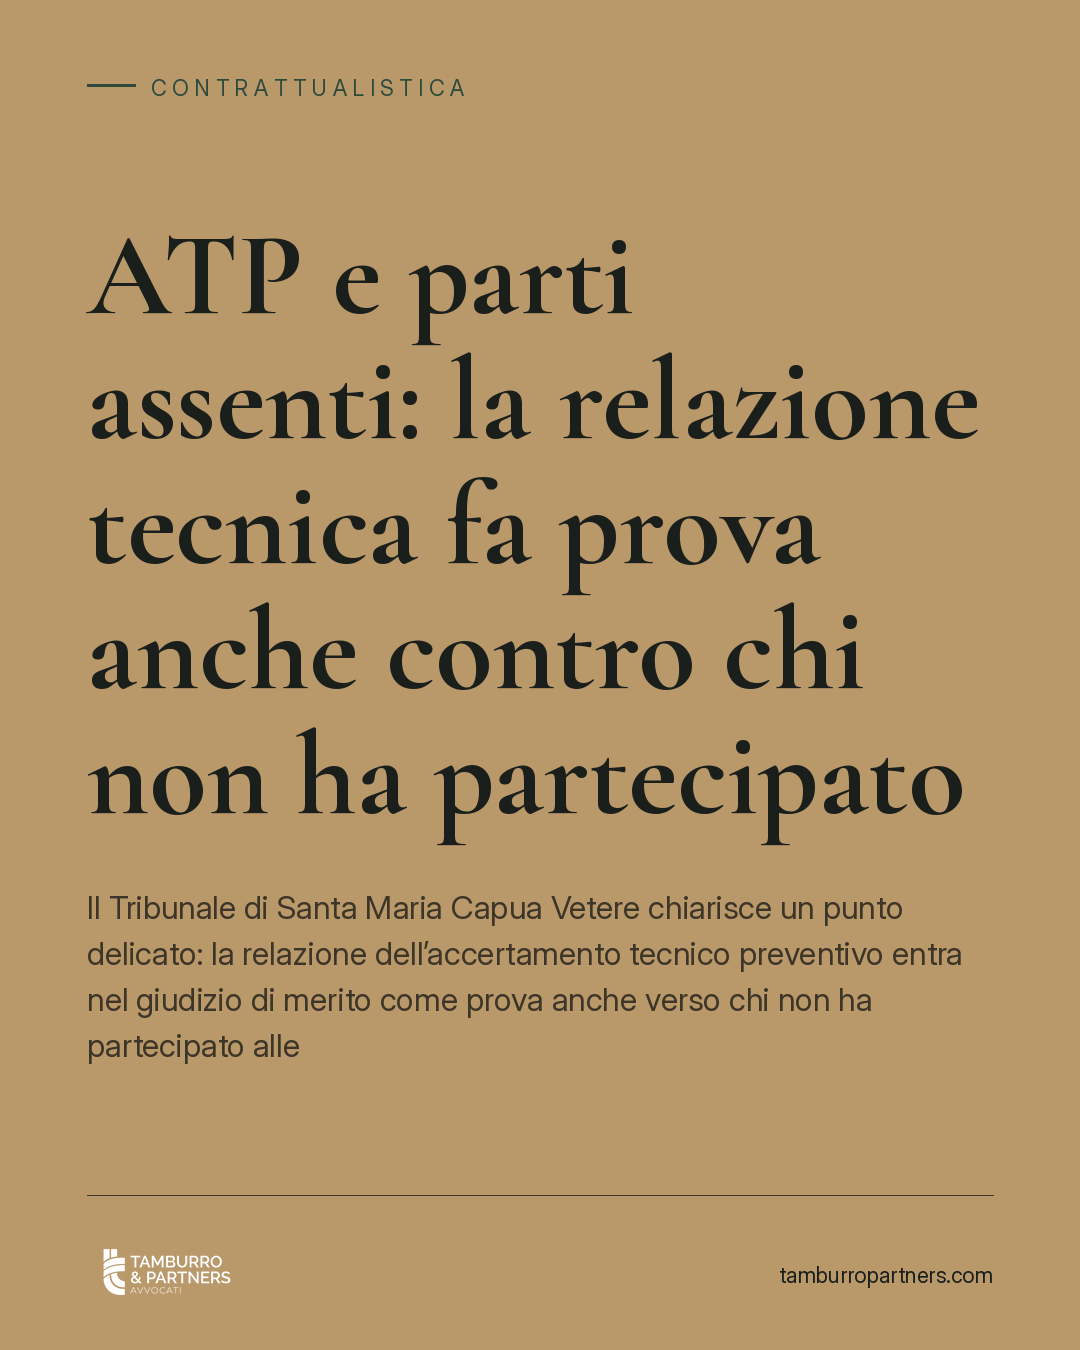 CONTRATTUALISTICA
ATP e parti
assenti: la relazione
tecnica fa prova
anche contro chi
non ha partecipato
Il Tribunale di Santa Maria Capua Vetere chiarisce un punto
delicato: la relazione dell’accertamento tecnico preventivo entra
nel giudizio di merito come prova anche verso chi non ha
partecipato alle
TAMBURRO
& PARTNERS
AVVOCATI
tamburropartners.com